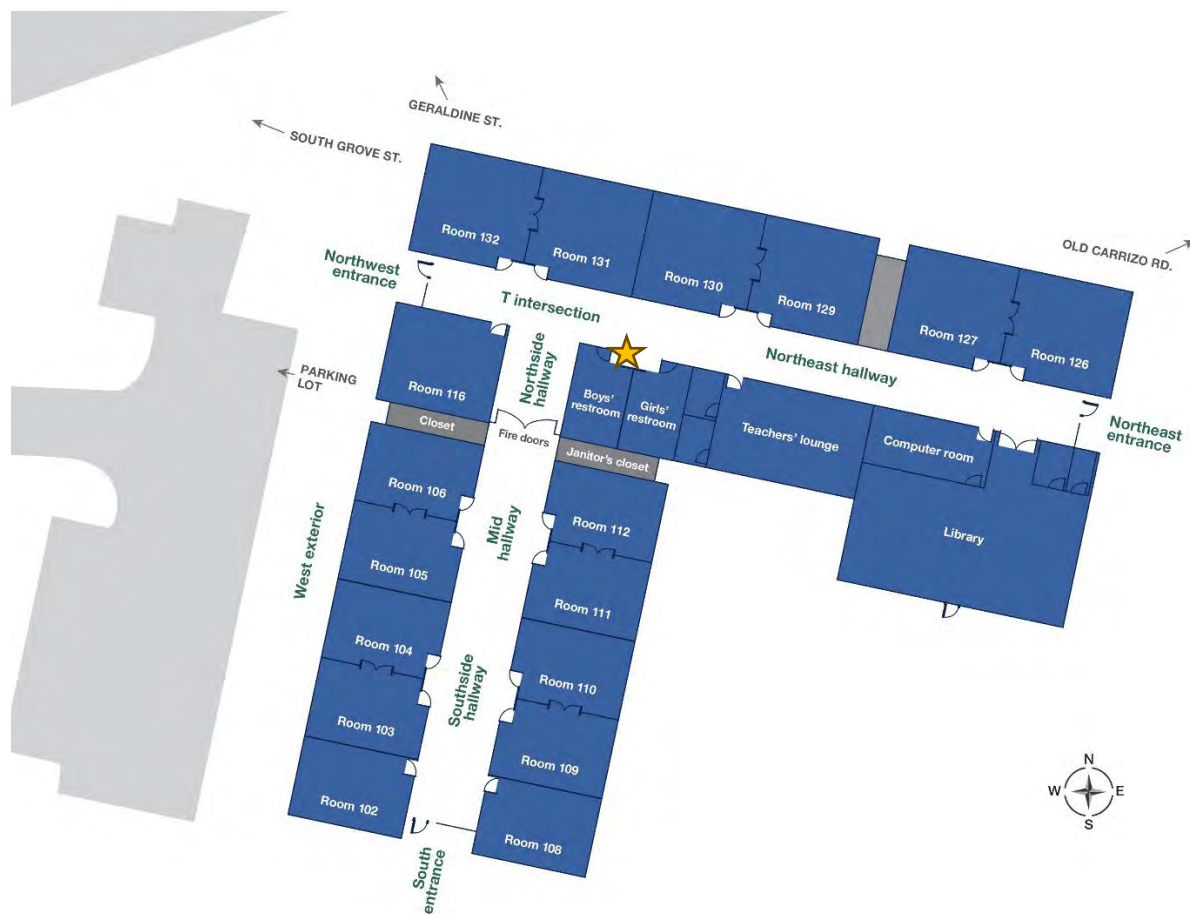 GERALDINE ST.
SOUTH GROVE ST.
OLD CARRIZO RD.
Room 132
Room 131
Room 130
Room 129
Room 127
Room 126
Northwest
entrance
T intersection
Northside
hallway
Northeast hallway
Northeast
entrance
PARKING
LOT
Room 116
Boys'
restroom
Girls'
restroom
Teachers' lounge
Computer room
Library
Closet
Fire doors
Janitor's closet
Room 106
Room 112
Mid
hallway
West exterior
Room 105
Room 111
Room 104
Room 110
Southside
hallway
Room 103
Room 109
Room 102
Room 108
South
entrance
N
W
E
S